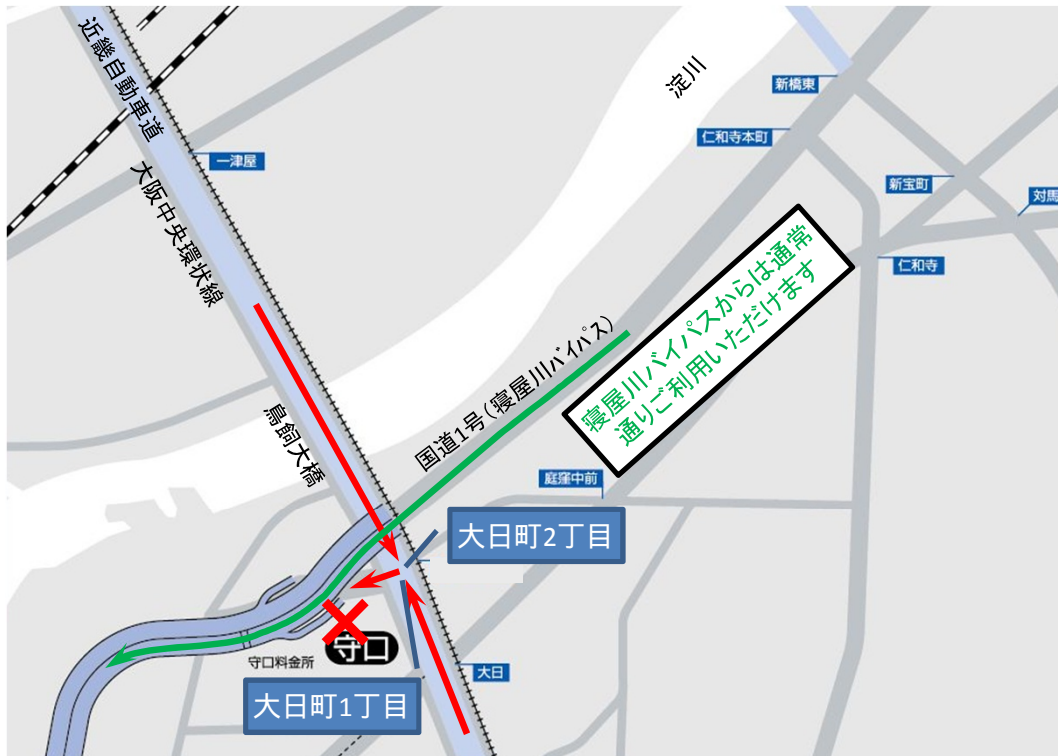 近畿自動車道
淀川
新橋東
仁和寺本町
一津屋
大阪中央環状線
新宝町
対馬
仁和寺
寝屋川バイパスからは通常
通りご利用いただけます
国道1号(寝屋川バイパス)
鳥飼大橋
庭窪中前
大日町2丁目
守口
守口料金所
大日
大日町1丁目